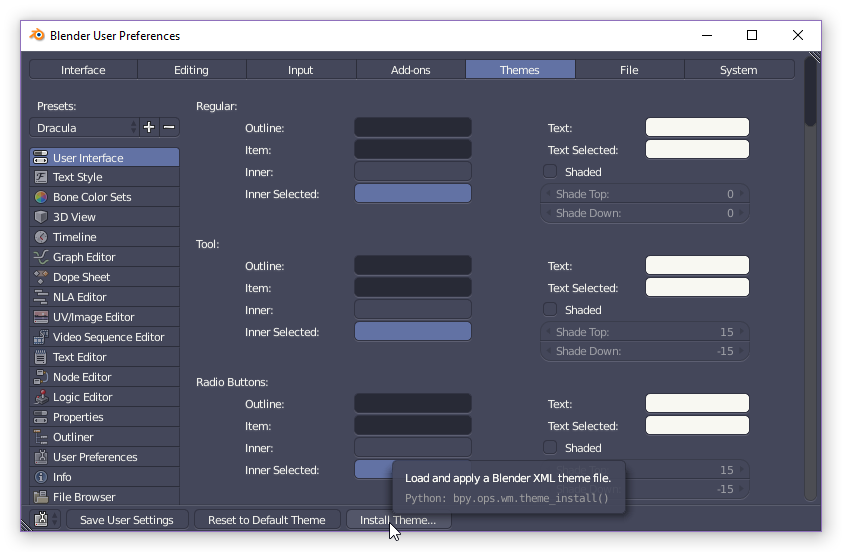 Blender User Preferences
Interface Editing Input Add-ons Themes File System
Presets:
Dracula
User Interface
Text Style
Bone Color Sets
3D View
Timeline
Graph Editor
Dope Sheet
NLA Editor
UV/Image Editor
Video Sequence Editor
Text Editor
Node Editor
Logic Editor
Properties
Outliner
User Preferences
Info
File Browser
Regular:
Outline: Text:
Item: Text Selected:
Inner: Shaded
Inner Selected: Shade Top: 0
Shade Down: 0
Tool:
Outline: Text:
Item: Text Selected:
Inner: Shaded
Inner Selected: Shade Top: 15
Shade Down: -15
Radio Buttons:
Outline: Text:
Item: Text Selected:
Inner: Shaded
Inner Selected: 15
-15
Load and apply a Blender XML theme file.
Python: bpy.ops.wm.theme_install()
Save User Settings Reset to Default Theme Install Theme...